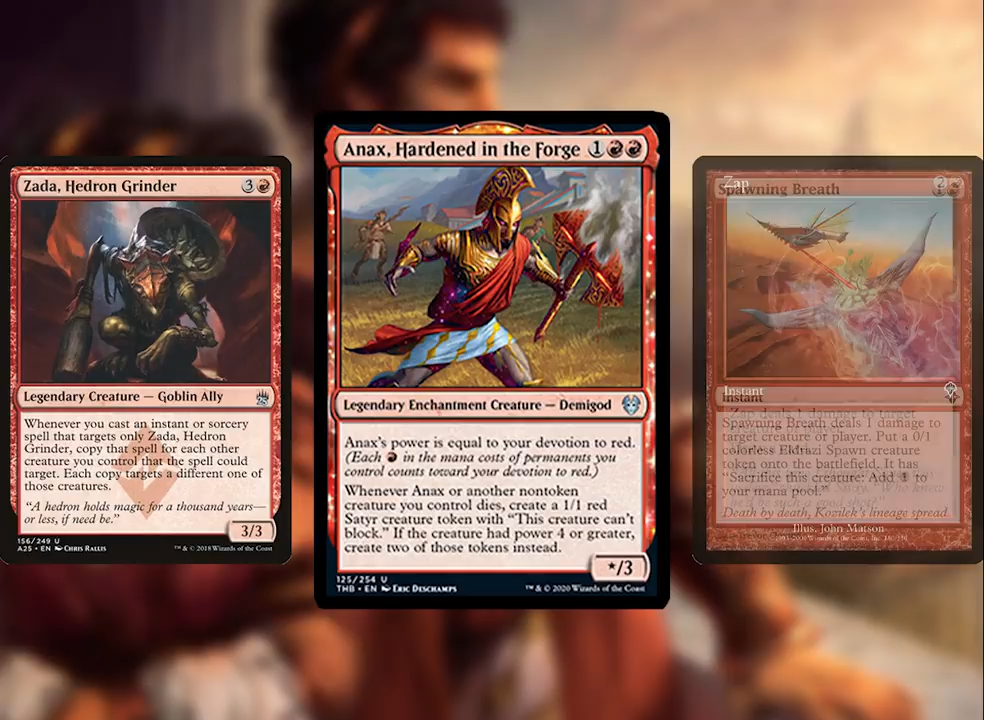 Zada, Hedron Grinder 3
Legendary Creature — Goblin Ally
Whenever you cast an instant or sorcery
spell that targets only Zada, Hedron
Grinder, copy that spell for each other
creature you control that the spell could
target. Each copy targets a different one of
those creatures.
“A hedron holds magic for a thousand years—
or less, if need be.”
3/3
156/249 U
A25 • EN Chris Rallis
™ & © 2018 Wizards of the Coast
Anax, Hardened in the Forge 1
Legendary Enchantment Creature — Demigod
Anax's power is equal to your devotion to red.
(Each in the mana costs of permanents you
control counts toward your devotion to red.)
Whenever Anax or another nontoken
creature you control dies, create a 1/1 red
Satyr creature token with “This creature can't
block.” If the creature had power 4 or greater,
create two of those tokens instead.
*/3
125/254 U
THB • EN Eric Deschamps
™ & © 2020 Wizards of the Coast
Zap
Spawning Breath
Instant
Instant
Zap deals 1 damage to target
Spawning Breath deals 1 damage to
target creature or player. Put a 0/1
colorless Eldrazi Spawn creature
token onto the battlefield. It has
“Sacrifice this creature: Add to
your mana pool.”
Death by death, Kozilek's lineage spread
Illus. John Matson